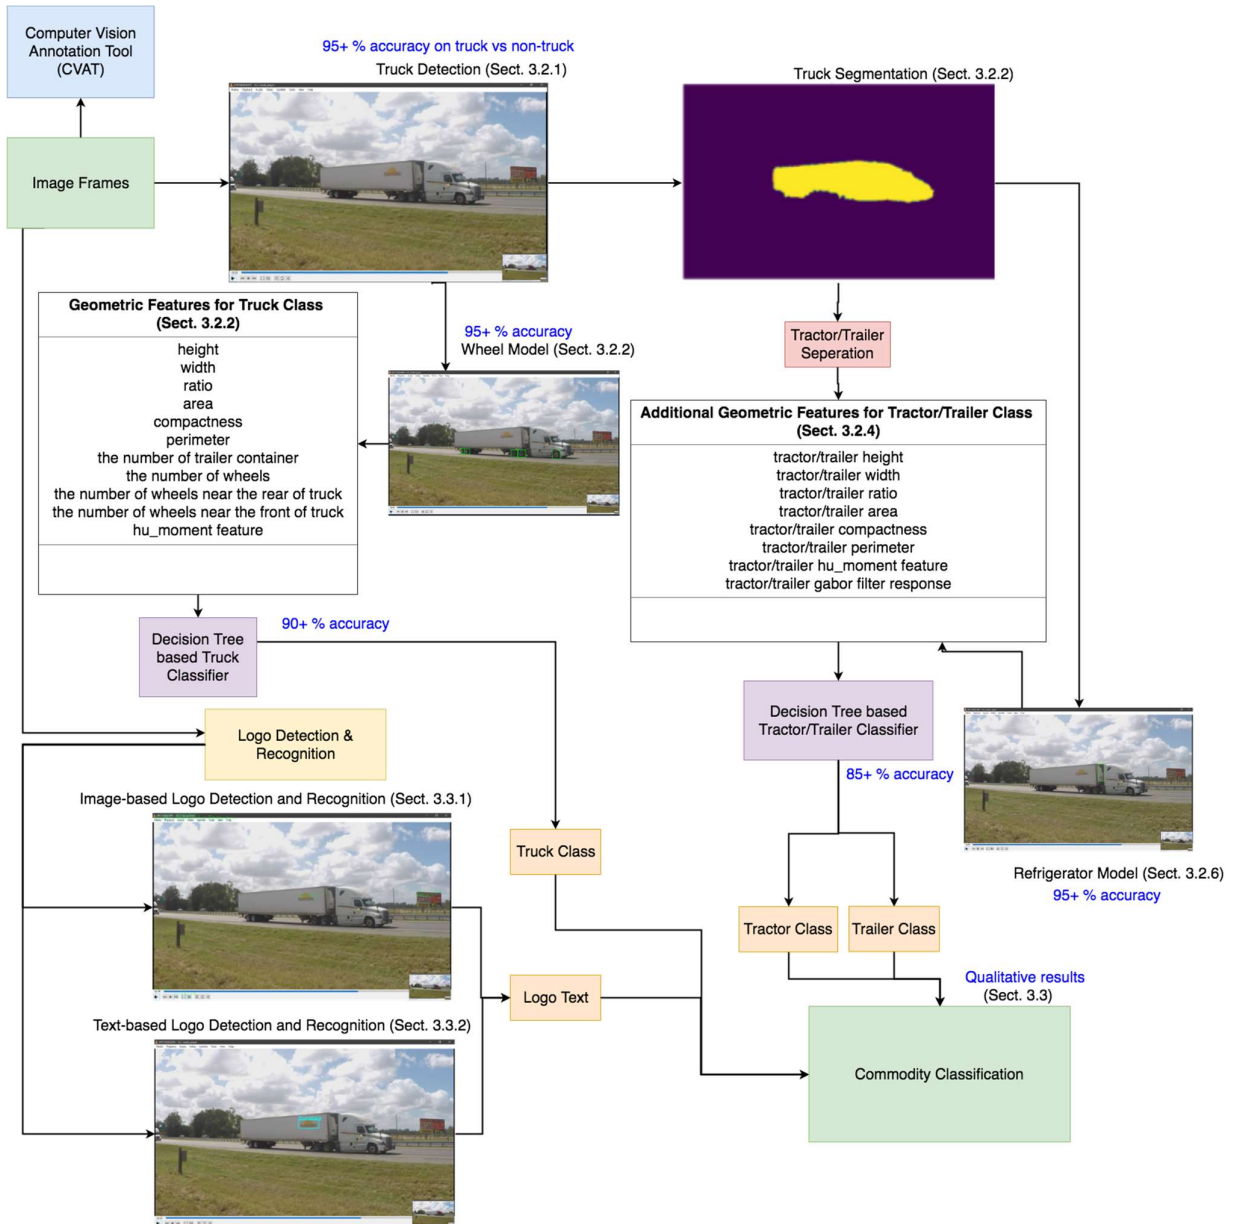 Computer Vision
Annotation Tool
(CVAT)
95+ % accuracy on truck vs non-truck
Truck Detection (Sect. 3.2.1)
Truck Segmentation (Sect. 3.2.2)
Image Frames
Geometric Features for Truck Class
(Sect. 3.2.2)
height
width
ratio
area
compactness
perimeter
the number of trailer container
the number of wheels
the number of wheels near the rear of truck
the number of wheels near the front of truck
hu_moment feature
95+ % accuracy
Wheel Model (Sect. 3.2.2)
Tractor/Trailer
Seperation
Additional Geometric Features for Tractor/Trailer Class
(Sect. 3.2.4)
tractor/trailer height
tractor/trailer width
tractor/trailer ratio
tractor/trailer area
tractor/trailer compactness
tractor/trailer perimeter
tractor/trailer hu_moment feature
tractor/trailer gabor filter response
Decision Tree
based Truck
Classifier
90+ % accuracy
Decision Tree based
Tractor/Trailer Classifier
85+ % accuracy
Logo Detection &
Recognition
Image-based Logo Detection and Recognition (Sect. 3.3.1)
Truck Class
Refrigerator Model (Sect. 3.2.6)
95+ % accuracy
Tractor Class
Trailer Class
Logo Text
Qualitative results
(Sect. 3.3)
Text-based Logo Detection and Recognition (Sect. 3.3.2)
Commodity Classification